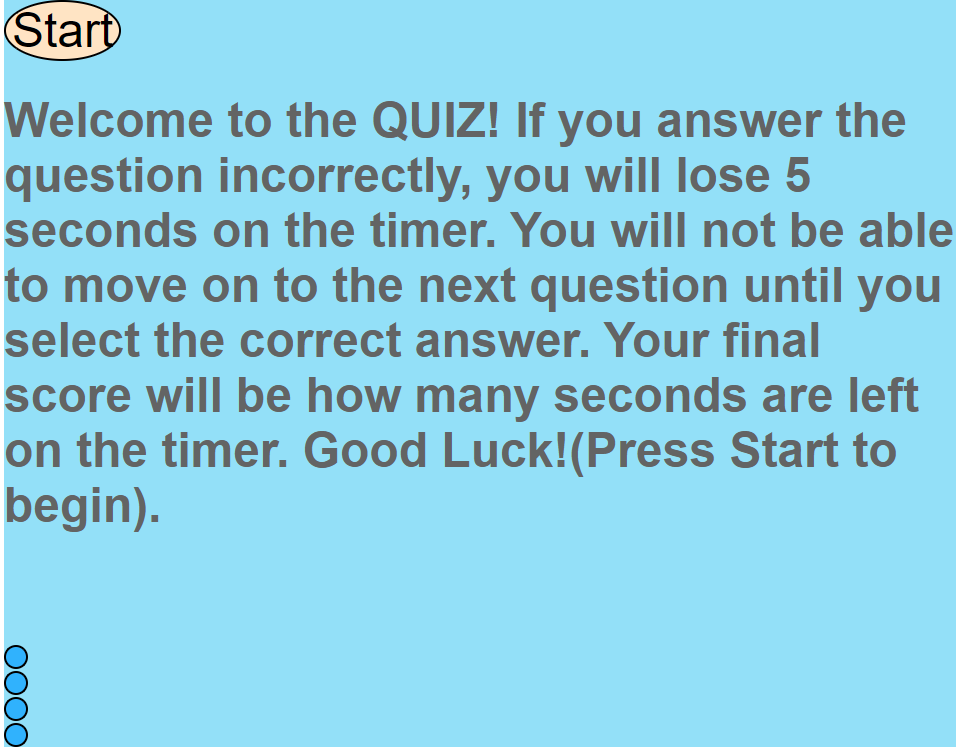 Start
Welcome to the QUIZ! If you answer the
question incorrectly, you will lose 5
seconds on the timer. You will not be able
to move on to the next question until you
select the correct answer. Your final
score will be how many seconds are left
on the timer. Good Luck!(Press Start to
begin).